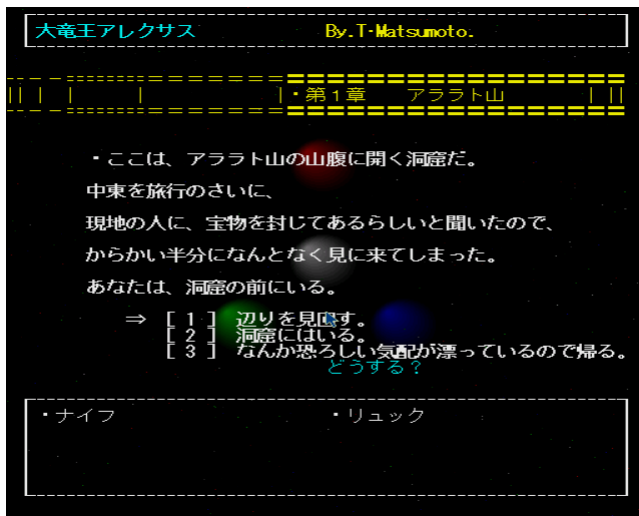 大竜王アレクサス By.T·Matsumoto.
・第1章 アララト山
・ここは、アララト山の山腹に開く洞窟だ。
中東を旅行のさいに、
現地の人に、宝物を封じてあるらしいと聞いたので、
からかい半分になんとなく見に来てしまった。
あなたは、洞窟の前にいる。
⇒ [ 1 ] 辺りを見回す。
[ 2 ] 洞窟にはいる。
[ 3 ] なんか恐ろしい気配が漂っているので帰る。
どうする?
・ナイフ ・リュック